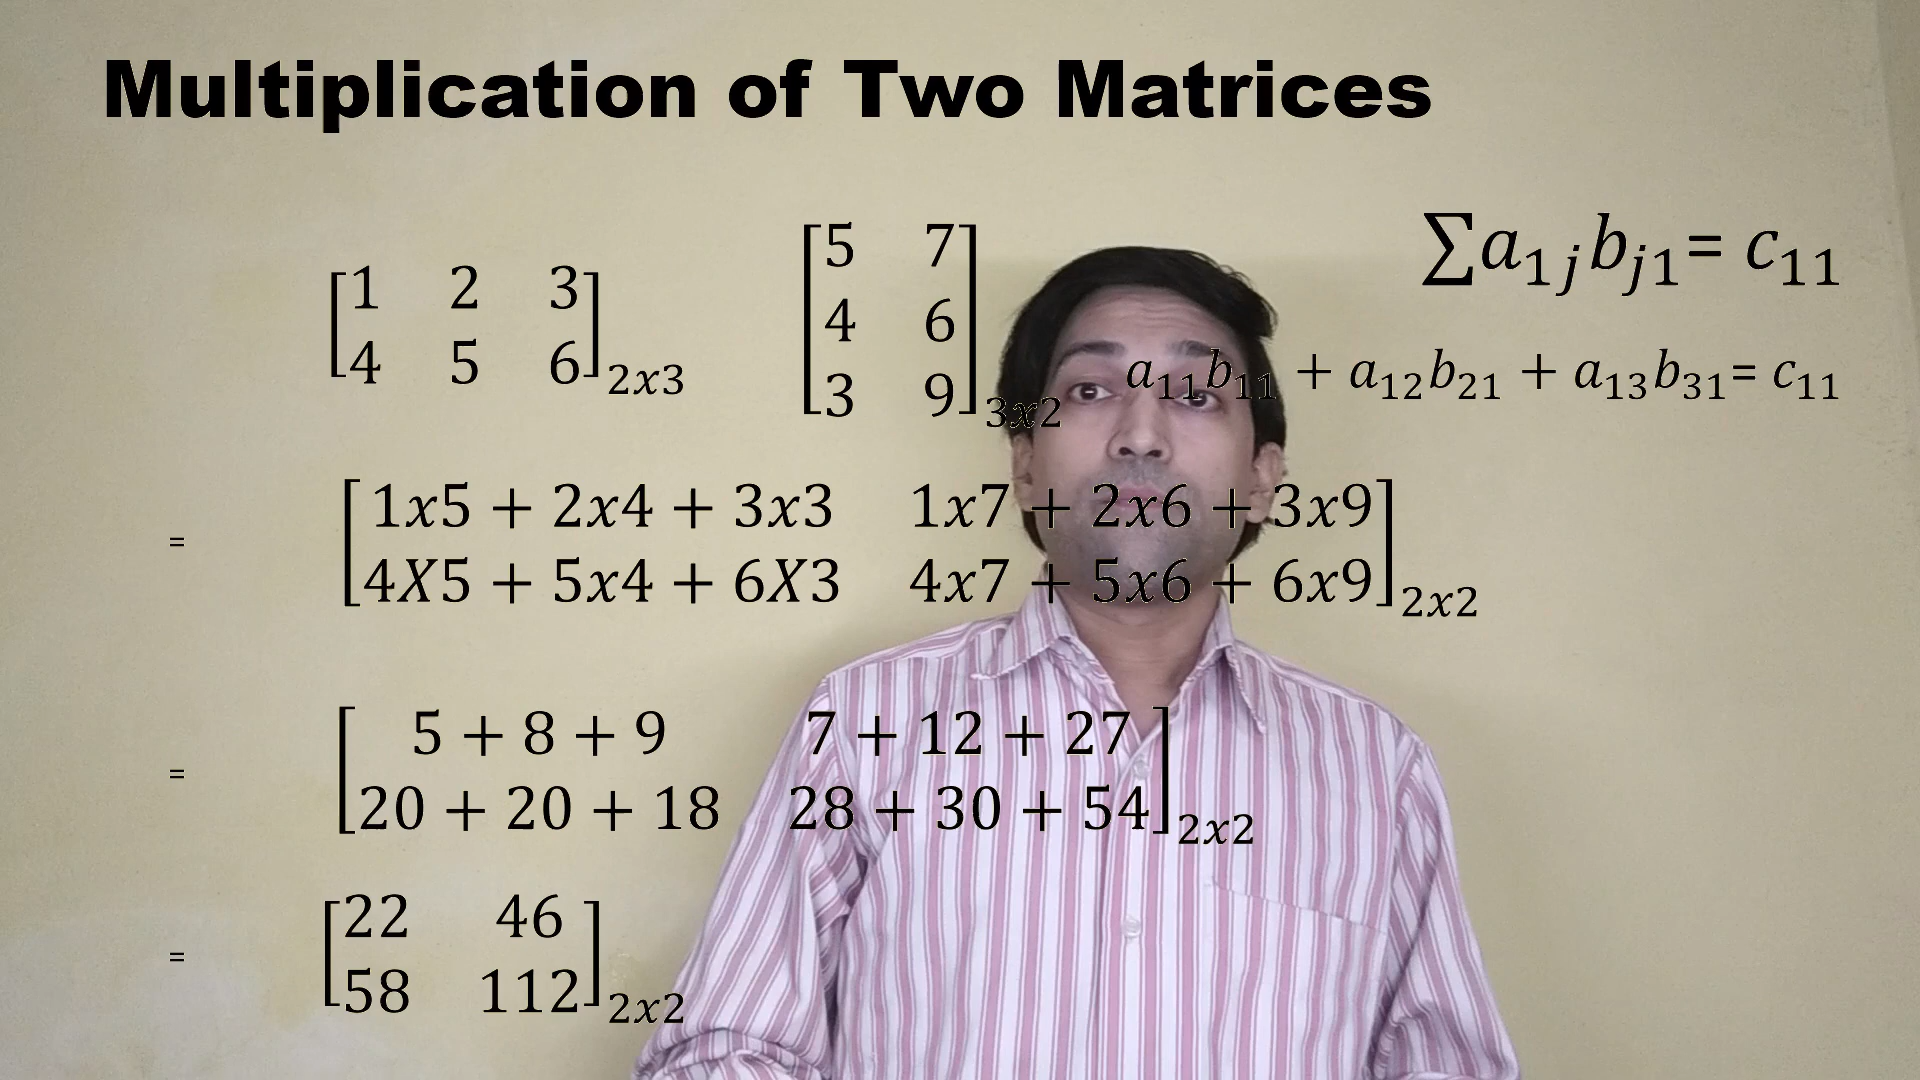 Multiplication of Two Matrices
[1 2 3
4 5 6]2x3
[5 7
4 6
3 9]3x2
∑a1jbj1= c11
a11b11 + a12b21 + a13b31= c11
= [1x5 + 2x4 + 3x3 1x7 + 2x6 + 3x9
4X5 + 5x4 + 6X3 4x7 + 5x6 + 6x9]2x2
= [5 + 8 + 9 7 + 12 + 27
20 + 20 + 18 28 + 30 + 54]2x2
= [22 46
58 112]2x2